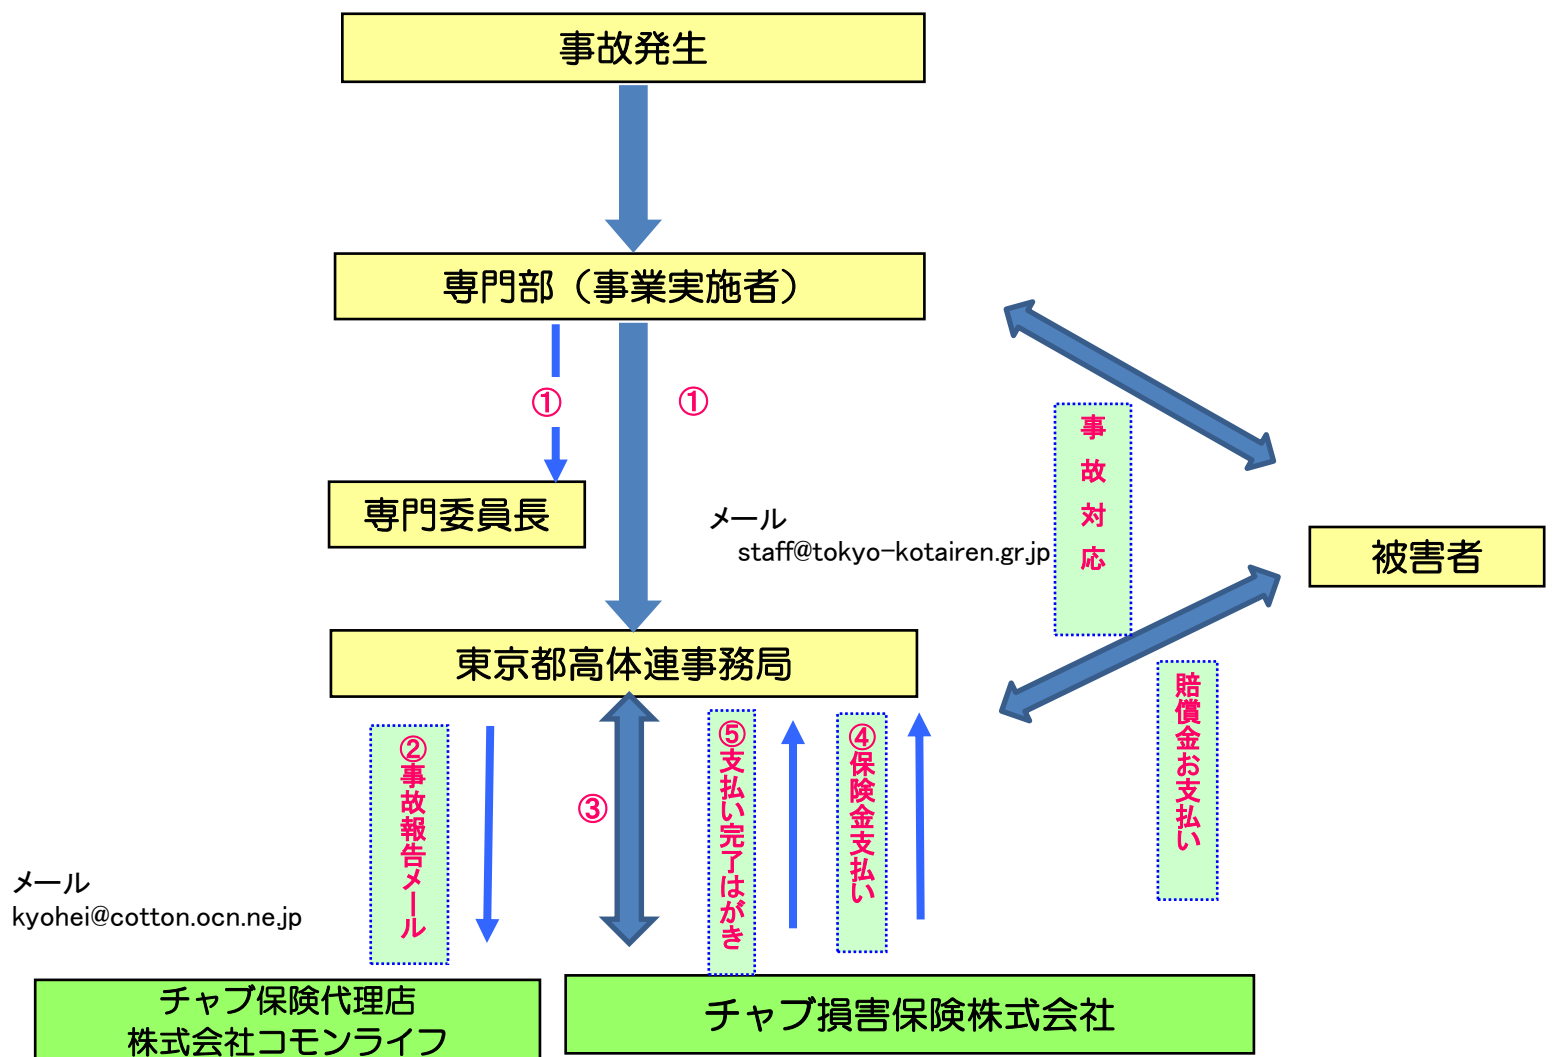 事故発生
専門部（事業実施者）
①
①
専門委員長
メール
staff@tokyo-kotairen.gr.jp
事故対応
被害者
東京都高体連事務局
②事故報告メール
③
⑤支払い完了はがき
④保険金支払い
賠償金お支払い
メール
kyohei@cotton.ocn.ne.jp
チャブ保険代理店
株式会社コモンライフ
チャブ損害保険株式会社